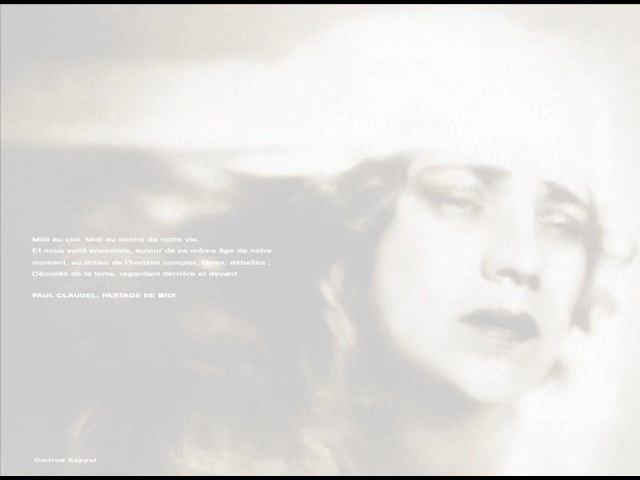 Midi au ciel. Midi au centre de notre vie.
Et nous voilà ensemble, autour de ce même âge de notre
moment, au milieu de l'horizon complet, libres, déballés ;
Décollés de la terre, regardant derrière et devant.
PAUL CLAUDEL, PARTAGE DE MIDI
Gertrud Kappel